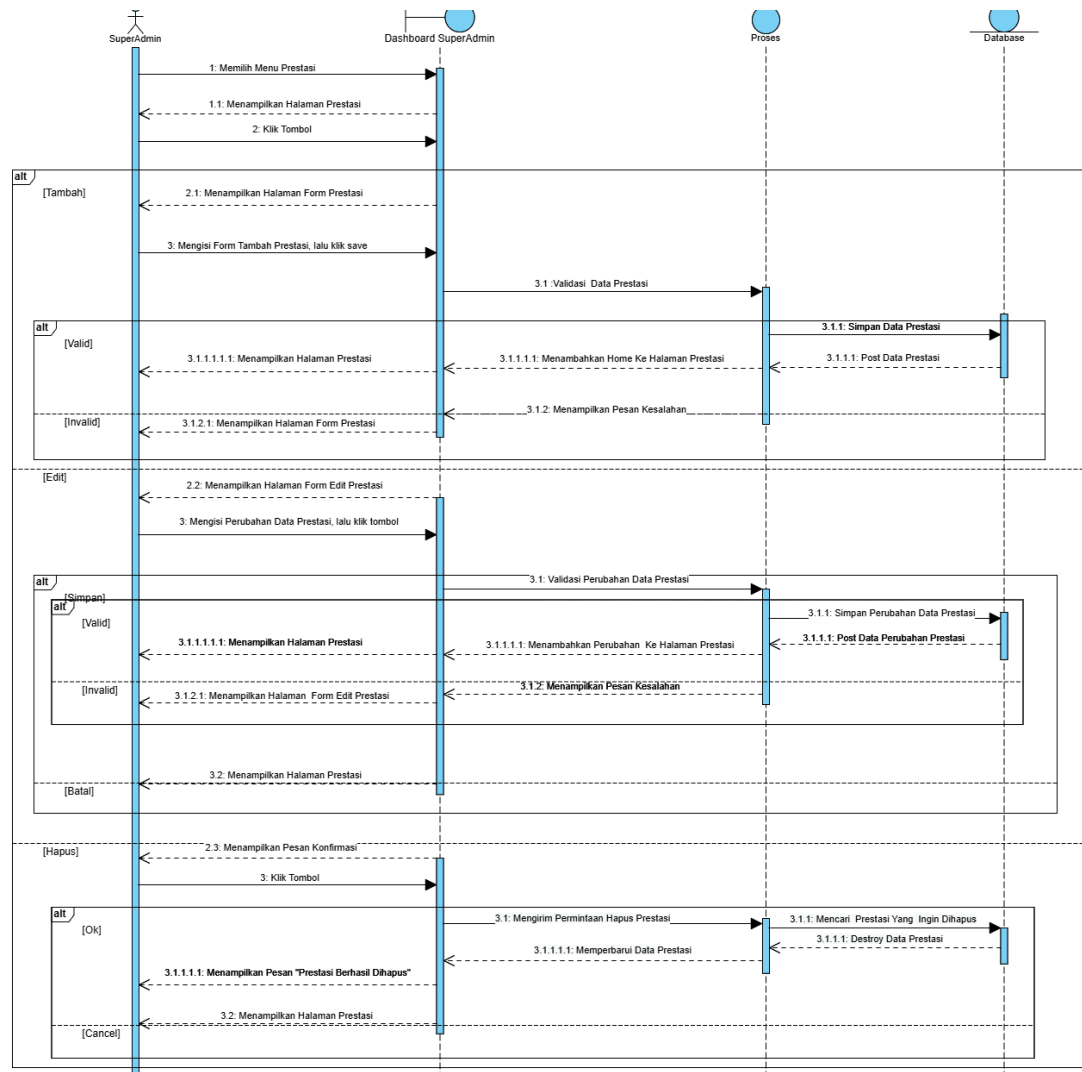 SuperAdmin
Dashboard SuperAdmin
Proses
Database
1: Memilih Menu Prestasi
1.1: Menampilkan Halaman Prestasi
2: Klik Tombol
alt
[Tambah]
2.1: Menampilkan Halaman Form Prestasi
3: Mengisi Form Tambah Prestasi, lalu klik save
3.1 :Validasi Data Prestasi
alt
[Valid]
3.1.1: Simpan Data Prestasi
3.1.1.1: Post Data Prestasi
3.1.1.1.1: Menambahkan Home Ke Halaman Prestasi
3.1.1.1.1.1: Menampilkan Halaman Prestasi
3.1.2: Menampilkan Pesan Kesalahan
[Invalid]
3.1.2.1: Menampilkan Halaman Form Prestasi
[Edit]
2.2: Menampilkan Halaman Form Edit Prestasi
3: Mengisi Perubahan Data Prestasi, lalu klik tombol
alt
3.1: Validasi Perubahan Data Prestasi
[Simpan]
alt
[Valid]
3.1.1: Simpan Perubahan Data Prestasi
3.1.1.1: Post Data Perubahan Prestasi
3.1.1.1.1: Menambahkan Perubahan Ke Halaman Prestasi
3.1.1.1.1.1: Menampilkan Halaman Prestasi
[Invalid]
3.1.2: Menampilkan Pesan Kesalahan
3.1.2.1: Menampilkan Halaman Form Edit Prestasi
3.2: Menampilkan Halaman Prestasi
[Batal]
[Hapus]
2.3: Menampilkan Pesan Konfirmasi
3: Klik Tombol
alt
[Ok]
3.1: Mengirim Permintaan Hapus Prestasi
3.1.1: Mencari Prestasi Yang Ingin Dihapus
3.1.1.1: Destroy Data Prestasi
3.1.1.1.1: Memperbarui Data Prestasi
3.1.1.1.1: Menampilkan Pesan "Prestasi Berhasil Dihapus"
3.2: Menampilkan Halaman Prestasi
[Cancel]